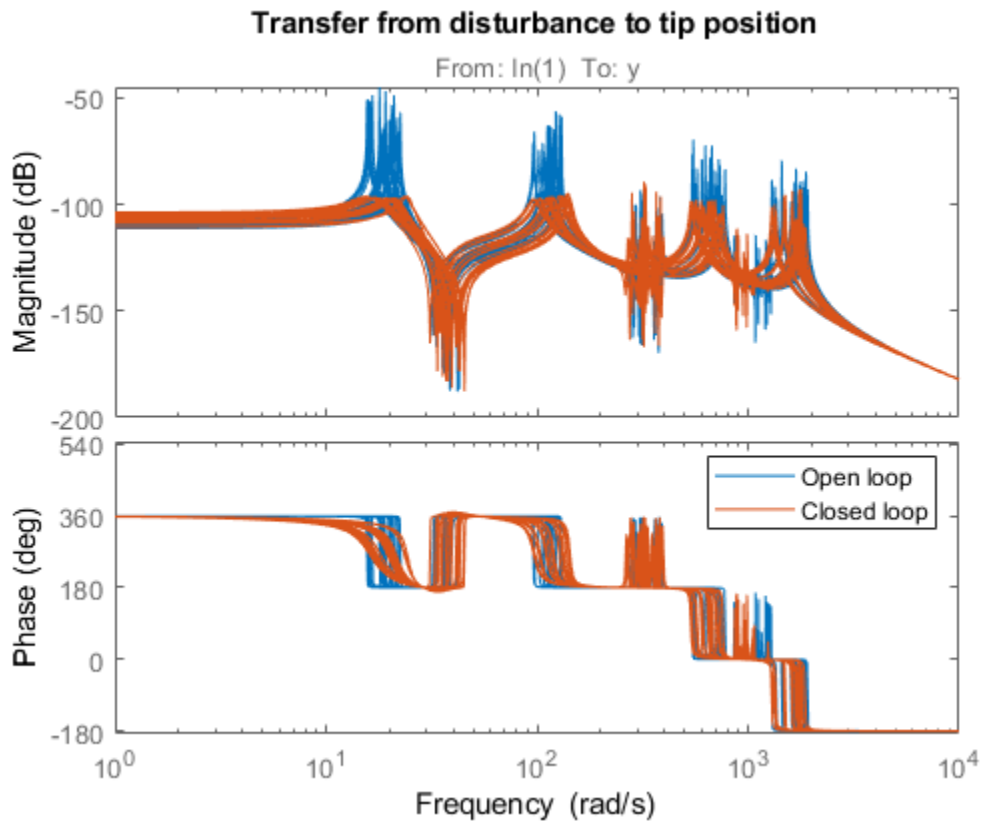 Transfer from disturbance to tip position
From: In(1) To: y
Magnitude (dB)
-50
-100
-150
-200
Phase (deg)
540
360
180
0
-180
Open loop
Closed loop
10^0
10^1
10^2
10^3
10^4
Frequency (rad/s)